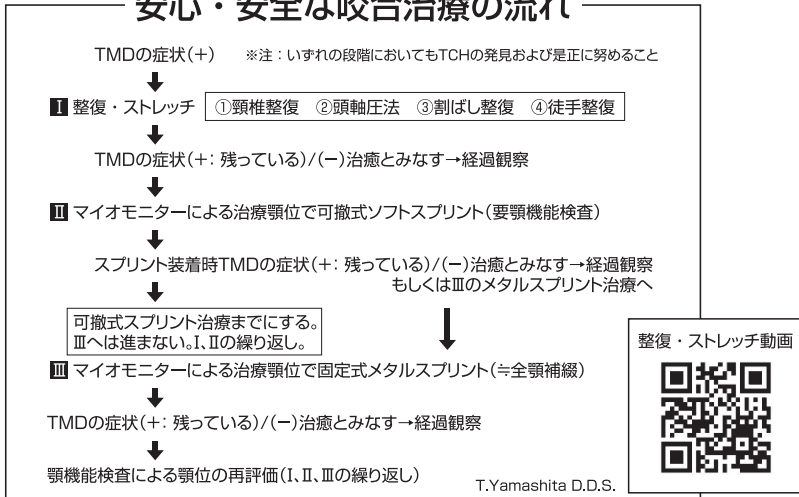 安心・安全な咬合治療の流れ
TMDの症状(+) ※注:いずれの段階においてもTCHの発見および是正に努めること
Ⅰ 整復・ストレッチ ①頸椎整復 ②頭軸圧法 ③割ばし整復 ④徒手整復
TMDの症状(+:残っている)/(−)治癒とみなす→経過観察
Ⅱ マイオモニターによる治療顎位で可撤式ソフトスプリント(要顎機能検査)
スプリント装着時TMDの症状(+:残っている)/(−)治癒とみなす→経過観察
もしくはⅢのメタルスプリント治療へ
可撤式スプリント治療までにする。
Ⅲへは進まない。Ⅰ、Ⅱの繰り返し。
整復・ストレッチ動画
Ⅲ マイオモニターによる治療顎位で固定式メタルスプリント(≒全顎補綴)
TMDの症状(+:残っている)/(−)治癒とみなす→経過観察
顎機能検査による顎位の再評価(Ⅰ、Ⅱ、Ⅲの繰り返し)
T.Yamashita D.D.S.